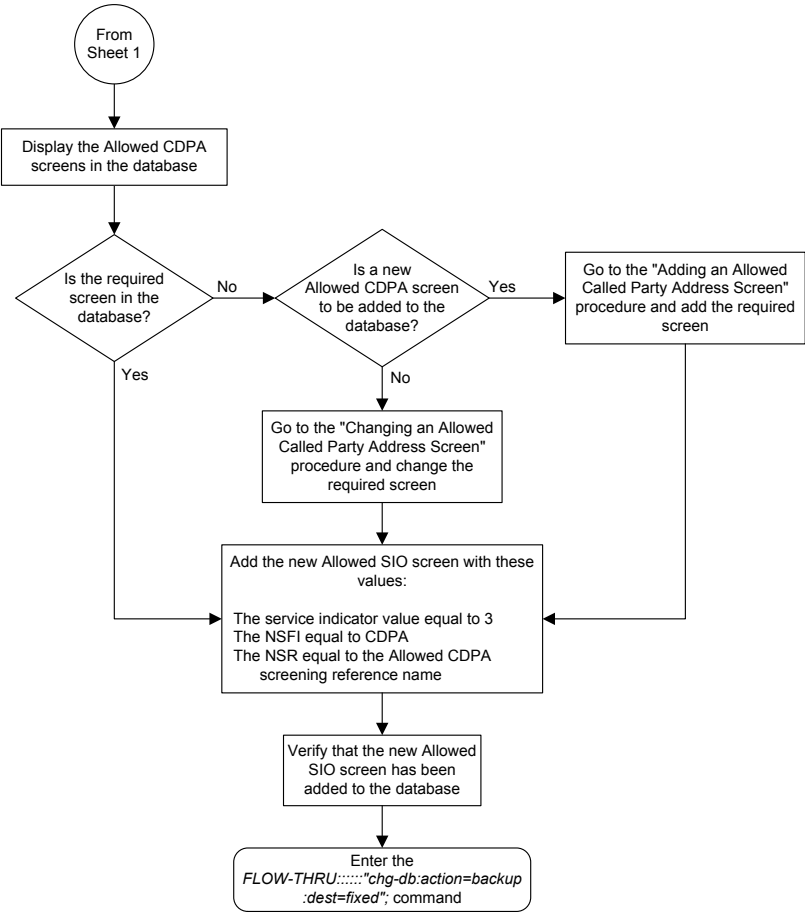 From
Sheet 1
Display the Allowed CDPA
screens in the database
Is the required
screen in the
database?
No
Yes
Is a new
Allowed CDPA screen
to be added to the
database?
Yes
No
Go to the "Adding an Allowed
Called Party Address Screen"
procedure and add the required
screen
Go to the "Changing an Allowed
Called Party Address Screen"
procedure and change the
required screen
Add the new Allowed SIO screen with these
values:
The service indicator value equal to 3
The NSFI equal to CDPA
The NSR equal to the Allowed CDPA
screening reference name
Verify that the new Allowed
SIO screen has been
added to the database
Enter the
FLOW-THRU::::::"chg-db:action=backup
:dest=fixed"; command